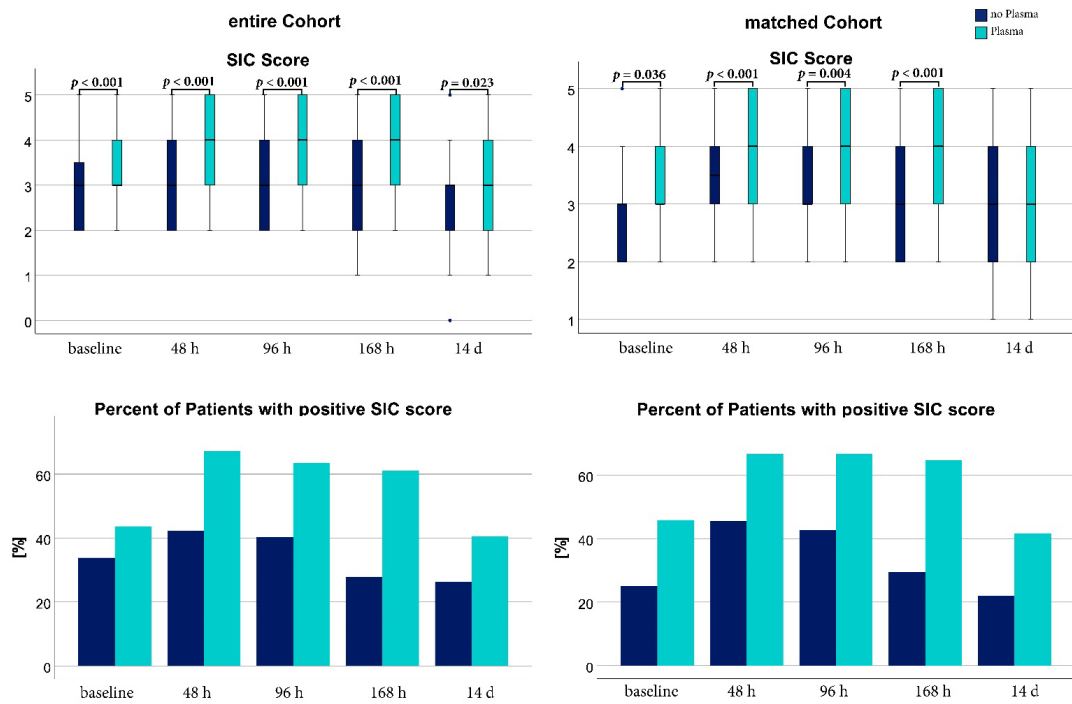 entire Cohort
matched Cohort
no Plasma
Plasma
SIC Score
p < 0.001 p < 0.001 p < 0.001 p < 0.001 p = 0.023
5
4
3
2
1
0
baseline 48 h 96 h 168 h 14 d
SIC Score
p = 0.036 p < 0.001 p = 0.004 p < 0.001
5
4
3
2
1
baseline 48 h 96 h 168 h 14 d
Percent of Patients with positive SIC score
[%]
60
40
20
0
baseline 48 h 96 h 168 h 14 d
Percent of Patients with positive SIC score
[%]
60
40
20
0
baseline 48 h 96 h 168 h 14 d